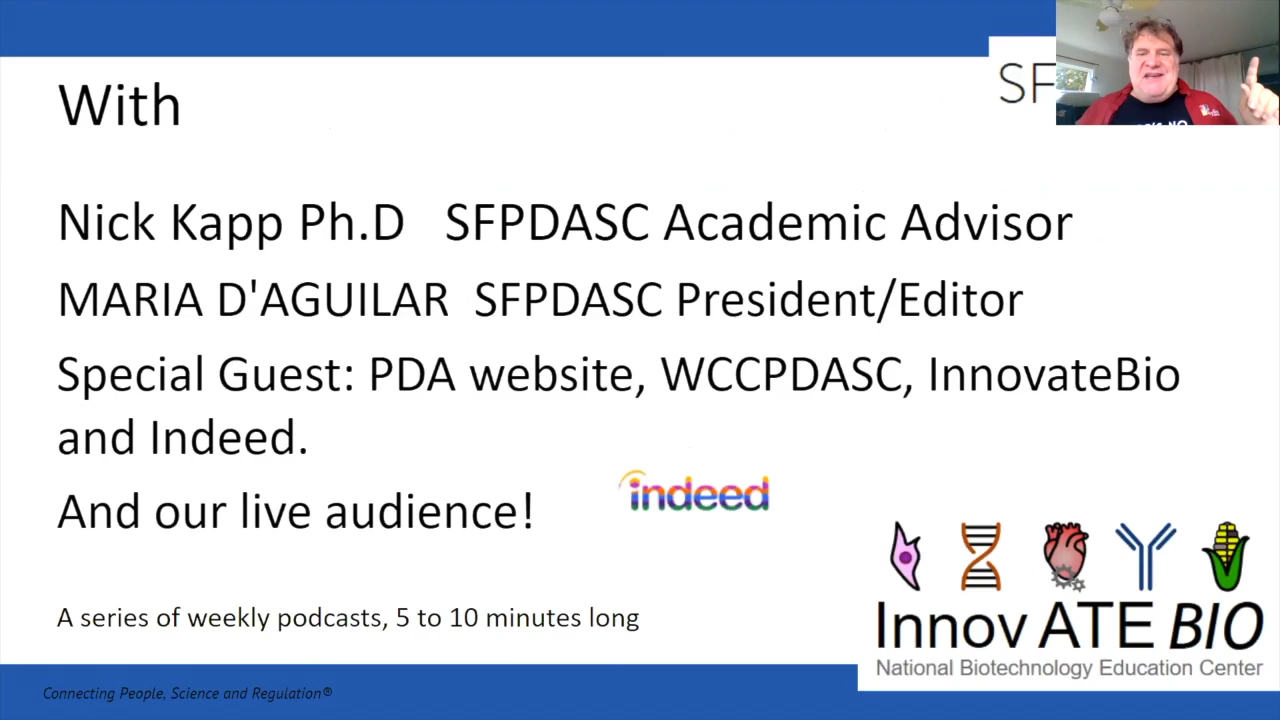 With
SF
Nick Kapp Ph.D SFPDASC Academic Advisor
MARIA D'AGUILAR SFPDASC President/Editor
Special Guest: PDA website, WCCPDASC, InnovateBio
and Indeed.
And our live audience!
indeed
A series of weekly podcasts, 5 to 10 minutes long
InnovATE BIO
National Biotechnology Education Center
Connecting People, Science and Regulation®